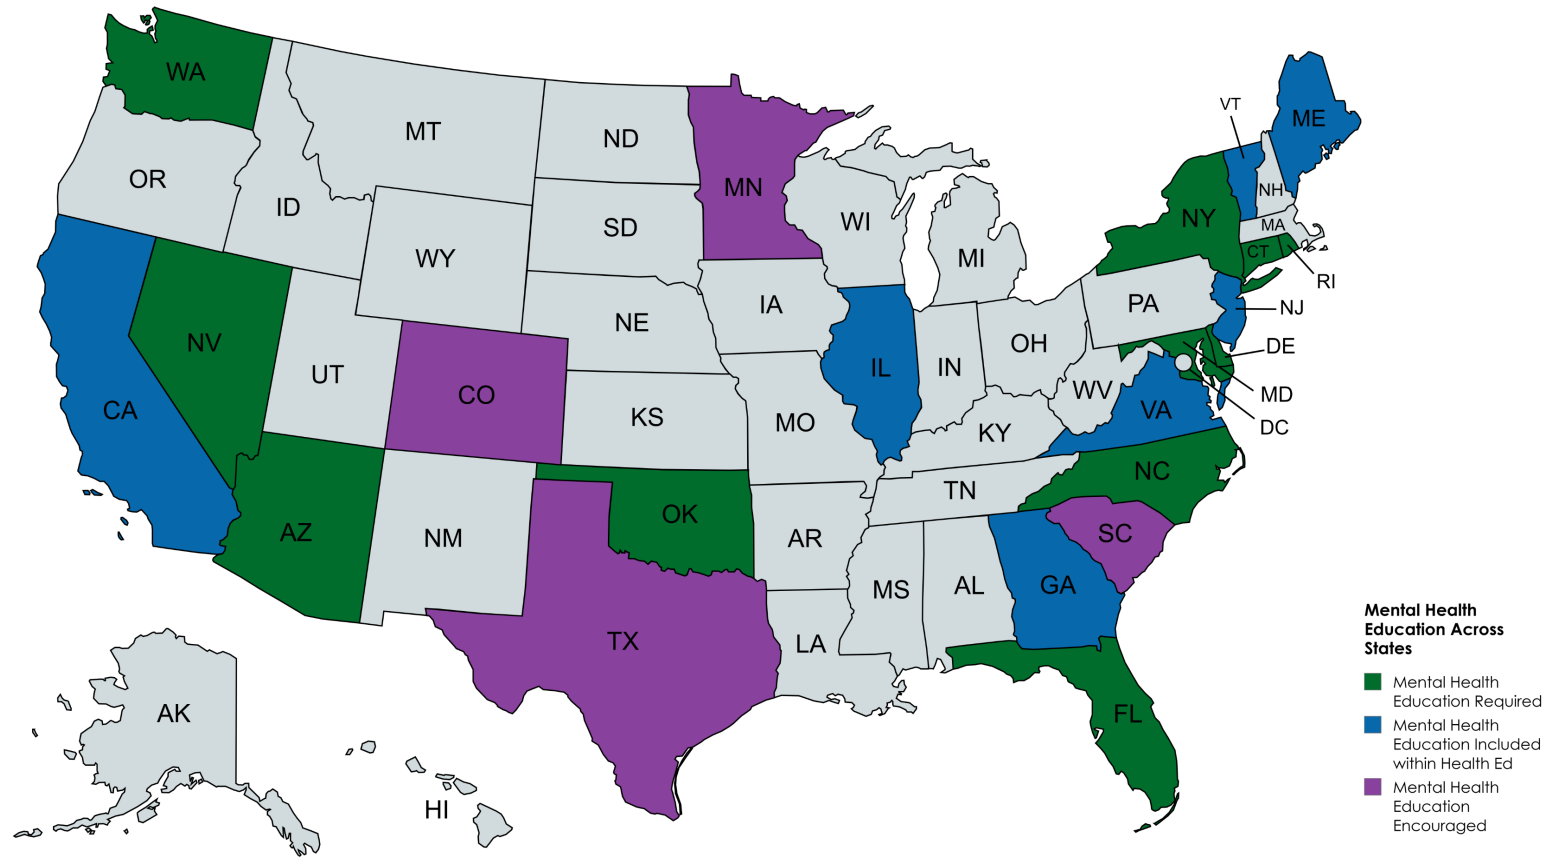 WA
VT
ME
MT
ND
OR
MN
NH
ID
SD
WI
NY
MA
WY
MI
CT
RI
IA
PA
NJ
NE
NV
OH
DE
UT
IL
IN
CO
WV
MD
CA
VA
KS
MO
DC
KY
NC
TN
OK
AZ
SC
NM
AR
MS
AL
GA
TX
LA
AK
FL
HI
Mental Health
Education Across
States
Mental Health
Education Required
Mental Health
Education Included
within Health Ed
Mental Health
Education
Encouraged